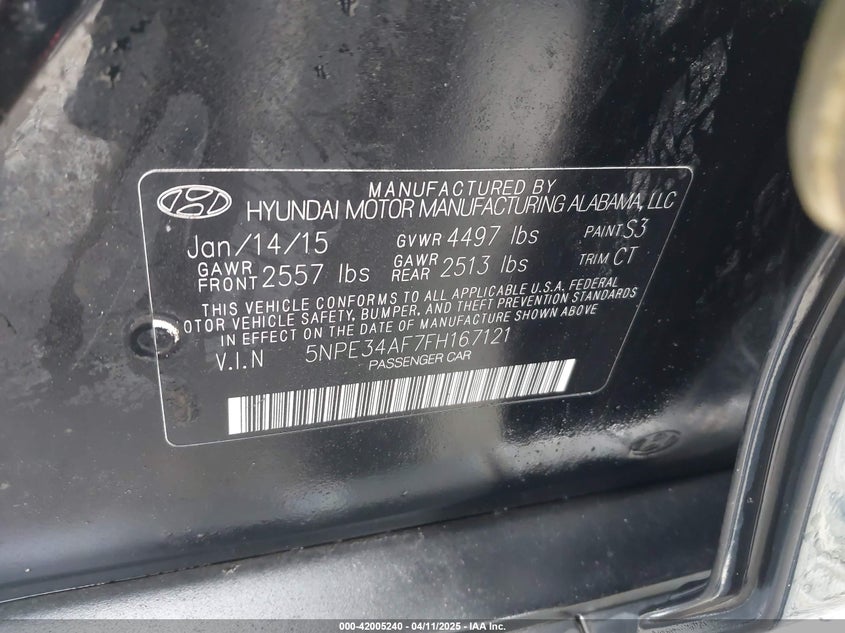 MANUFACTURED BY
HYUNDAI MOTOR MANUFACTURING ALABAMA, LLC
Jan/14/15 GVWR 4497 lbs PAINT S3
GAWR FRONT 2557 lbs GAWR REAR 2513 lbs TRIM CT
THIS VEHICLE CONFORMS TO ALL APPLICABLE U.S.A. FEDERAL
OTOR VEHICLE SAFETY, BUMPER, AND THEFT PREVENTION STANDARDS
IN EFFECT ON THE DATE OF MANUFACTURE SHOWN ABOVE
V.I.N 5NPE34AF7FH167121
PASSENGER CAR
000-42005240 - 04/11/2025 - IAA Inc.